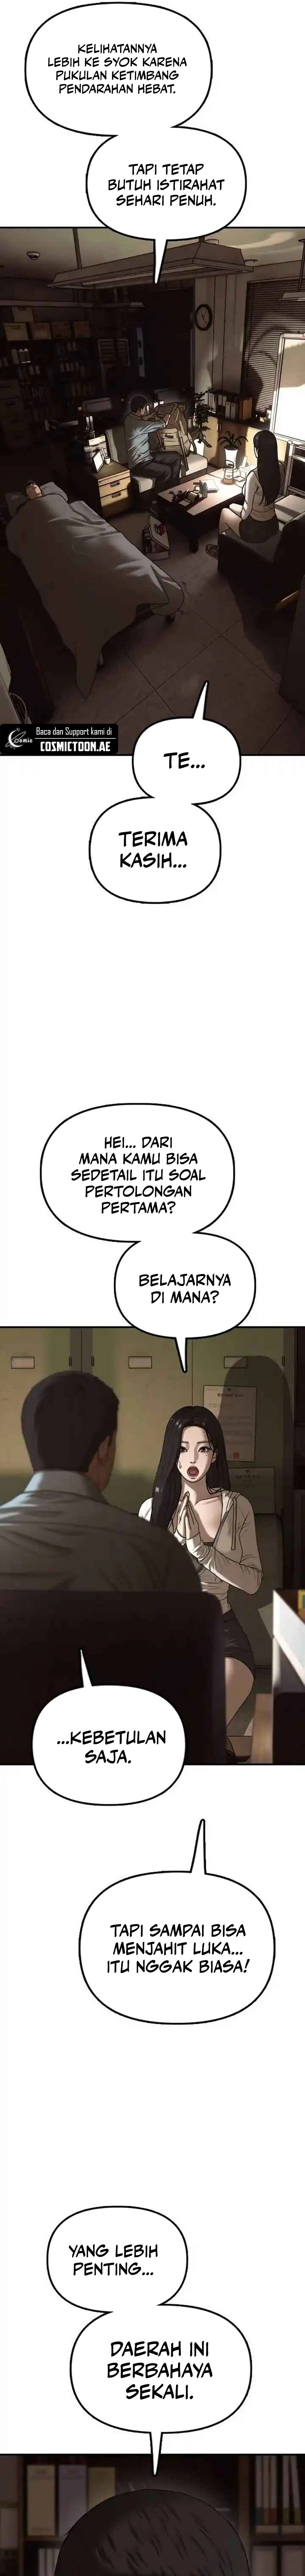 KELIHATANNYA
LEBIH KE SYOK KARENA
PUKULAN KETIMBANG
PENDARAHAN HEBAT.
TAPI TETAP
BUTUH ISTIRAHAT
SEHARI PENUH.
Cosmic
Baca dan Support kami di
COSMICTOON.AE
TE...
TERIMA
KASIH...
HEI... DARI
MANA KAMU BISA
SEDETAIL ITU SOAL
PERTOLONGAN
PERTAMA?
BELAJARNYA
DI MANA?
...KEBETULAN
SAJA.
TAPI SAMPAI BISA
MENJAHIT LUKA...
ITU NGGAK BIASA!
YANG LEBIH
PENTING...
DAERAH INI
BERBAHAYA
SEKALI.